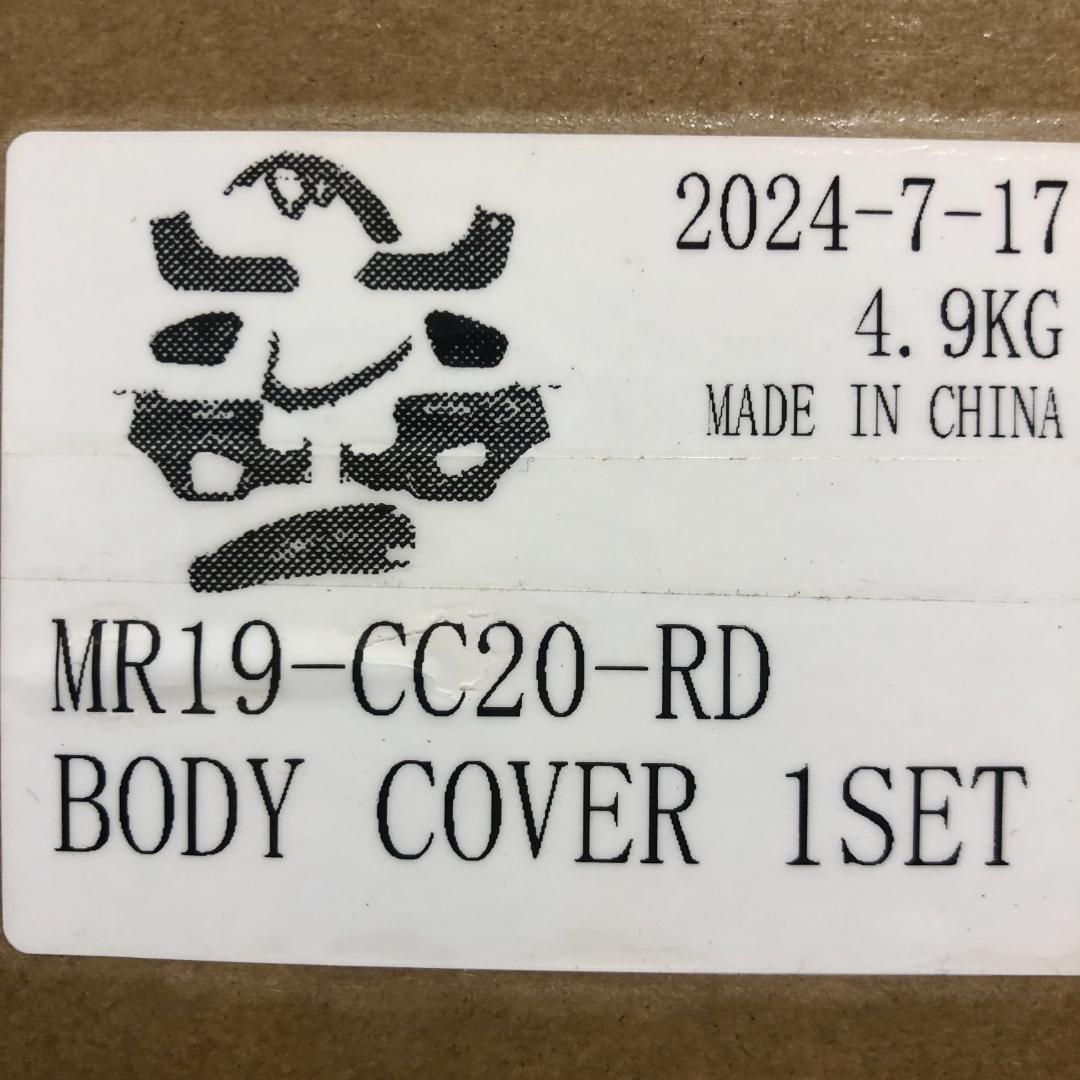 2024-7-17
4.9KG
MADE IN CHINA
MR19-CC20-RD
BODY COVER 1SET